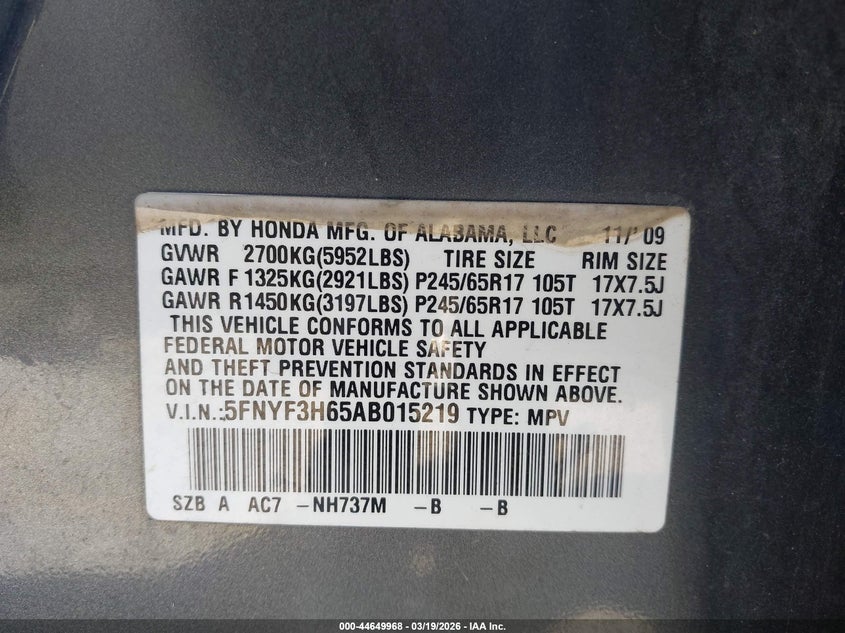 MFD. BY HONDA MFG. OF ALABAMA, LLC 11/'09
GVWR 2700KG(5952LBS) TIRE SIZE RIM SIZE
GAWR F 1325KG(2921LBS) P245/65R17 105T 17X7.5J
GAWR R 1450KG(3197LBS) P245/65R17 105T 17X7.5J
THIS VEHICLE CONFORMS TO ALL APPLICABLE
FEDERAL MOTOR VEHICLE SAFETY
AND THEFT PREVENTION STANDARDS IN EFFECT
ON THE DATE OF MANUFACTURE SHOWN ABOVE.
V.I.N.:5FNYF3H65AB015219 TYPE: MPV
SZB A AC7 -NH737M -B -B
000-44649968 - 03/19/2026 - IAA Inc.